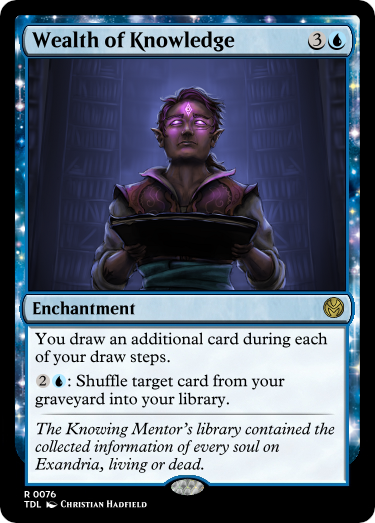 Wealth of Knowledge 3
Enchantment
You draw an additional card during each
of your draw steps.
2 : Shuffle target card from your
graveyard into your library.
The Knowing Mentor's library contained the
collected information of every soul on
Exandria, living or dead.
R 0076
TDL Christian Hadfield